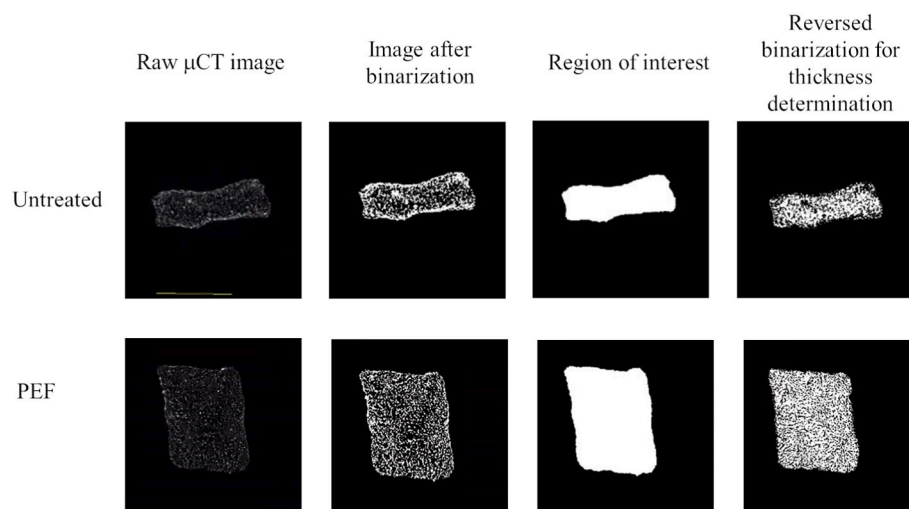 Raw μCT image
Image after
binarization
Region of interest
Reversed
binarization for
thickness
determination
Untreated
PEF